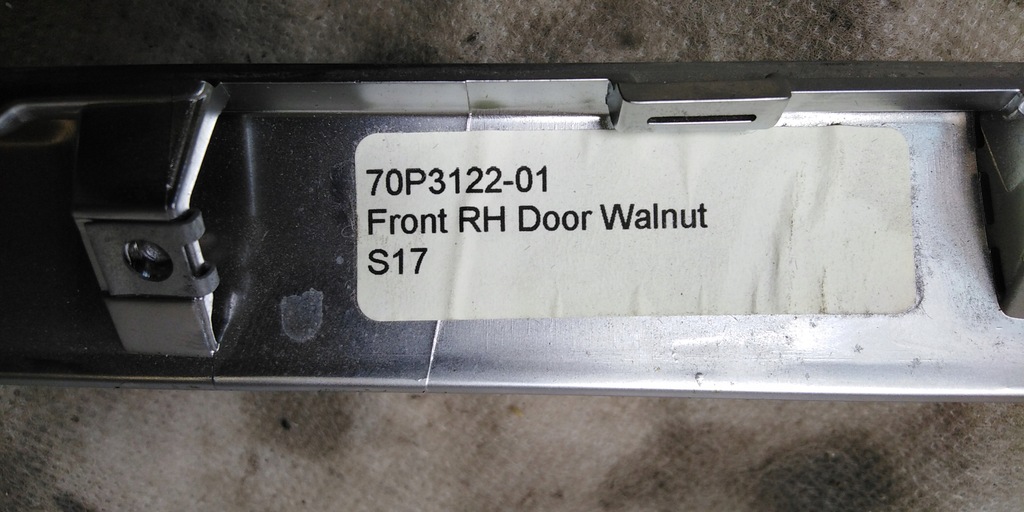 70P3122-01
Front RH Door Walnut
S17